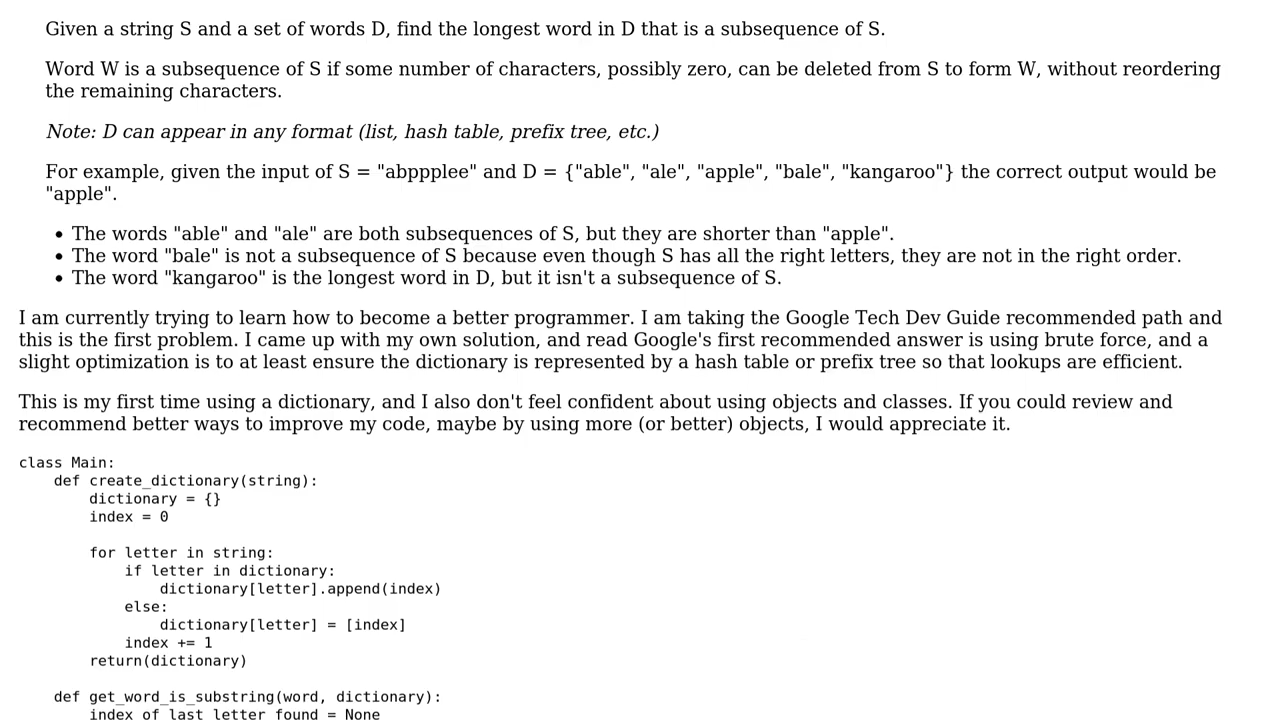 Given a string S and a set of words D, find the longest word in D that is a subsequence of S.
Word W is a subsequence of S if some number of characters, possibly zero, can be deleted from S to form W, without reordering
the remaining characters.
Note: D can appear in any format (list, hash table, prefix tree, etc.)
For example, given the input of S = "abppplee" and D = {"able", "ale", "apple", "bale", "kangaroo"} the correct output would be
"apple".
• The words "able" and "ale" are both subsequences of S, but they are shorter than "apple".
• The word "bale" is not a subsequence of S because even though S has all the right letters, they are not in the right order.
• The word "kangaroo" is the longest word in D, but it isn't a subsequence of S.
I am currently trying to learn how to become a better programmer. I am taking the Google Tech Dev Guide recommended path and
this is the first problem. I came up with my own solution, and read Google's first recommended answer is using brute force, and a
slight optimization is to at least ensure the dictionary is represented by a hash table or prefix tree so that lookups are efficient.
This is my first time using a dictionary, and I also don't feel confident about using objects and classes. If you could review and
recommend better ways to improve my code, maybe by using more (or better) objects, I would appreciate it.
class Main:
    def create_dictionary(string):
        dictionary = {}
        index = 0
        for letter in string:
            if letter in dictionary:
                dictionary[letter].append(index)
            else:
                dictionary[letter] = [index]
            index += 1
        return(dictionary)
    def get_word_is_substring(word, dictionary):
        index_of_last_letter_found = None